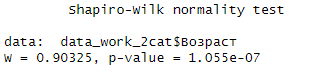 Shapiro-Wilk normality test
data:  data_work_2cat$Возраст
W = 0.90325, p-value = 1.055e-07